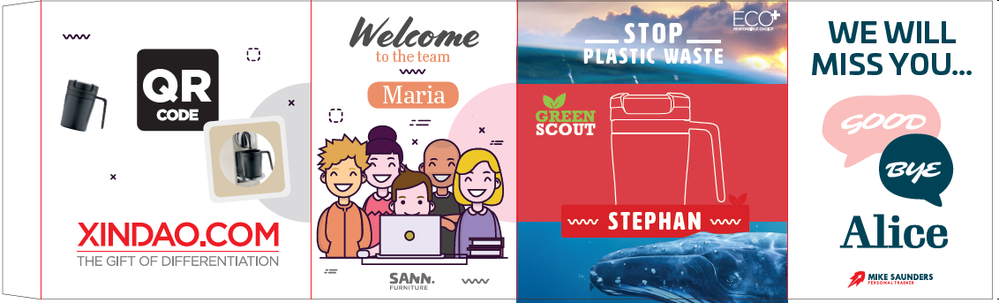 QR
CODE
XINDAO.COM
THE GIFT OF DIFFERENTIATION
Welcome
to the team
Maria
SANN.
FURNITURE
ECO+
RESPONSIBLE CHOICE
STOP
PLASTIC WASTE
GREEN
SCOUT
STEPHAN
WE WILL
MISS YOU...
GOOD
BYE
Alice
MIKE SAUNDERS
PERSONAL TRAINER